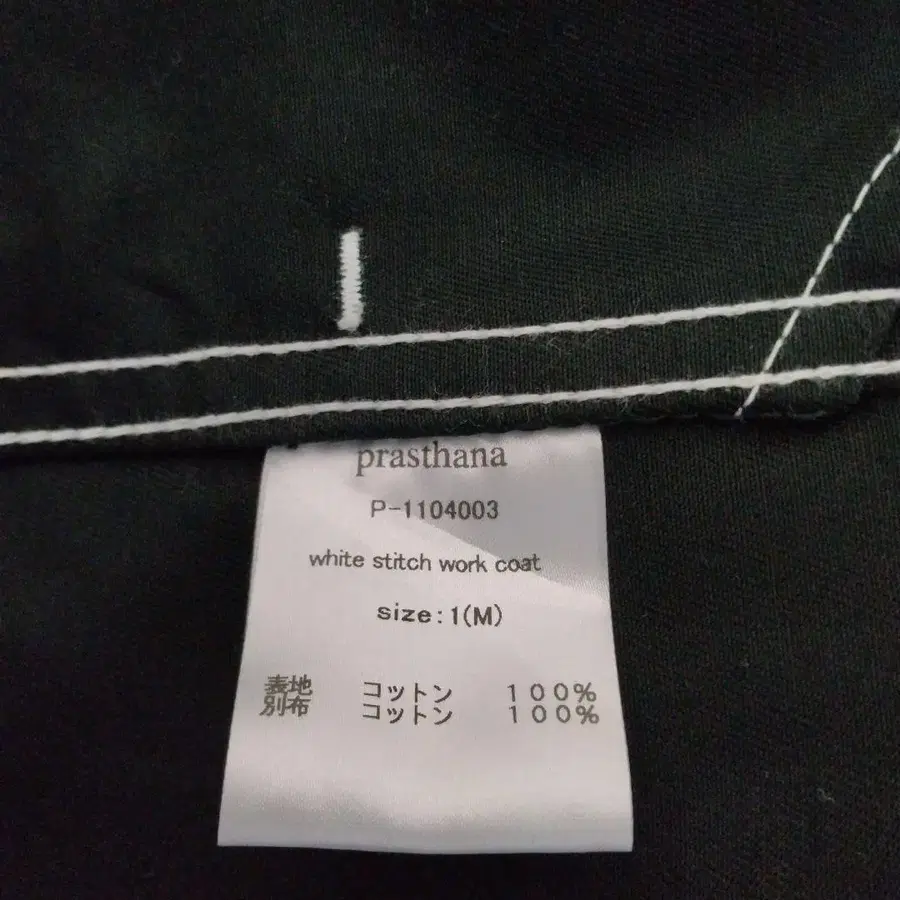 prasthana
P-1104003
white stitch work coat
size:1(M)
表地 コットン 100%
別布 コットン 100%